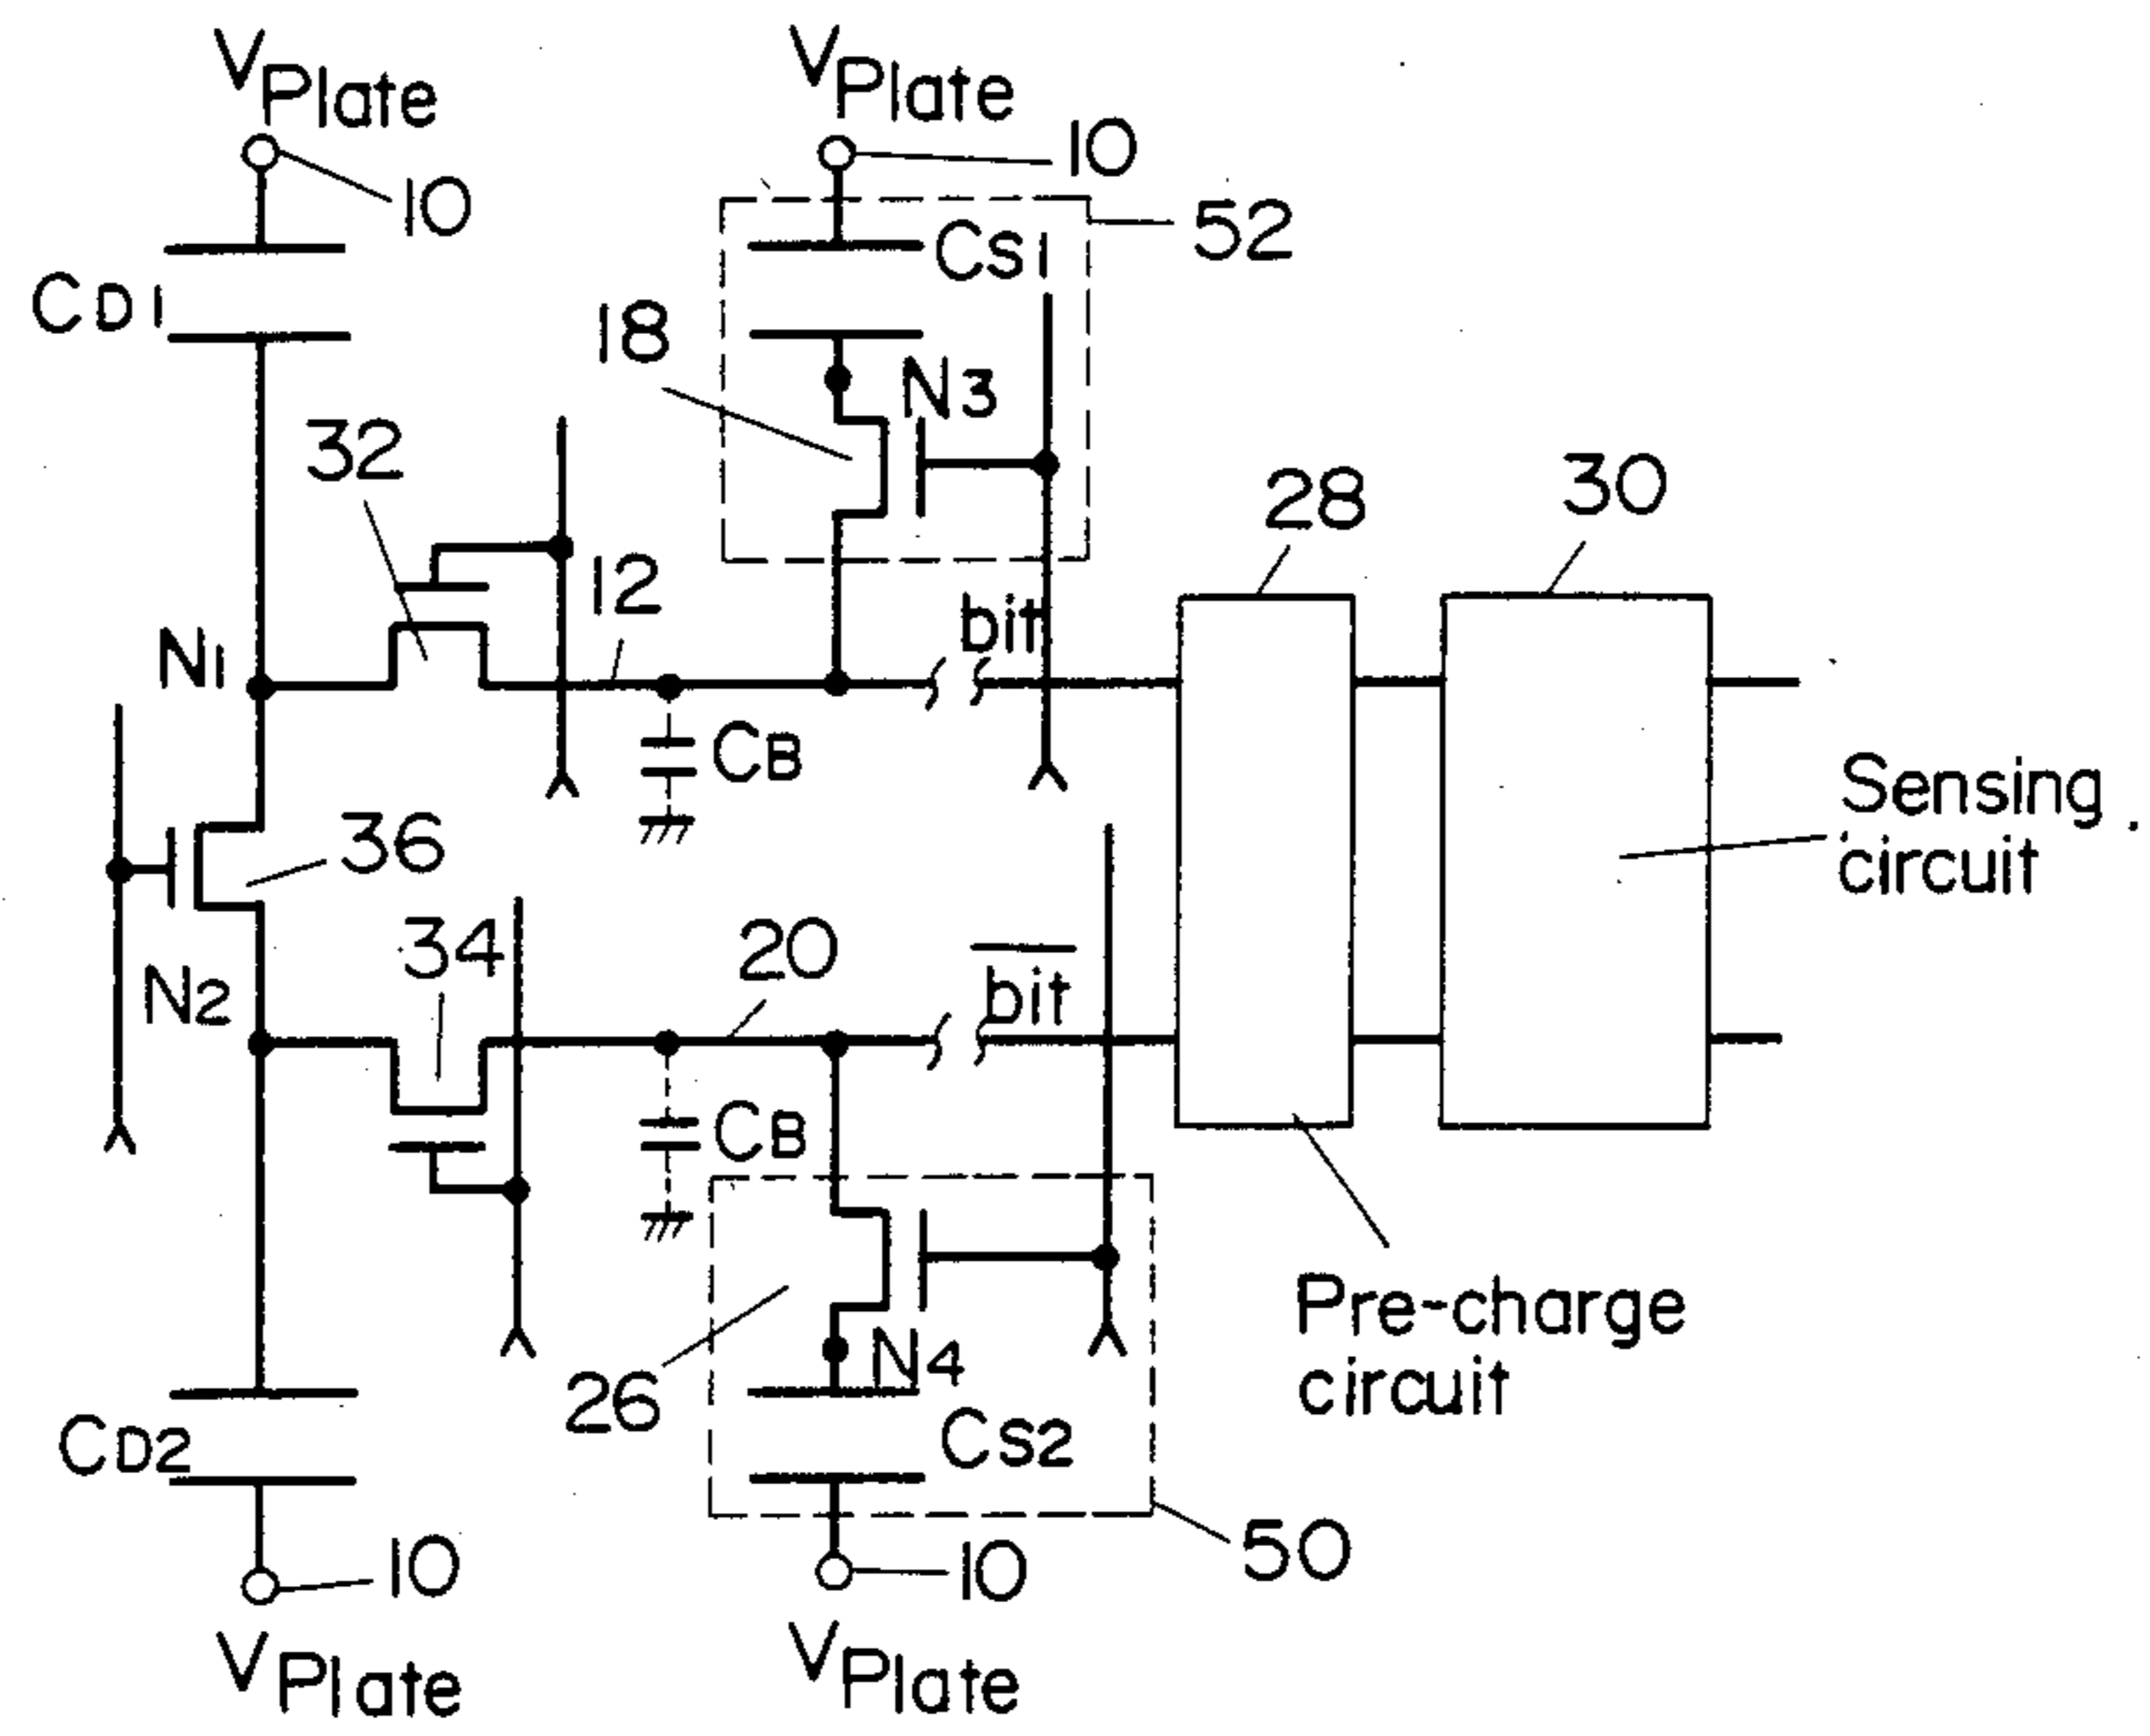 VPlate
VPlate
10
10
52
CS1
CD1
18
N3
32
28
30
12
bit
N1
CB
Sensing
circuit
36
34
20
bit
N2
CB
Pre-charge
circuit
26
N4
CD2
CS2
10
10
50
VPlate
VPlate